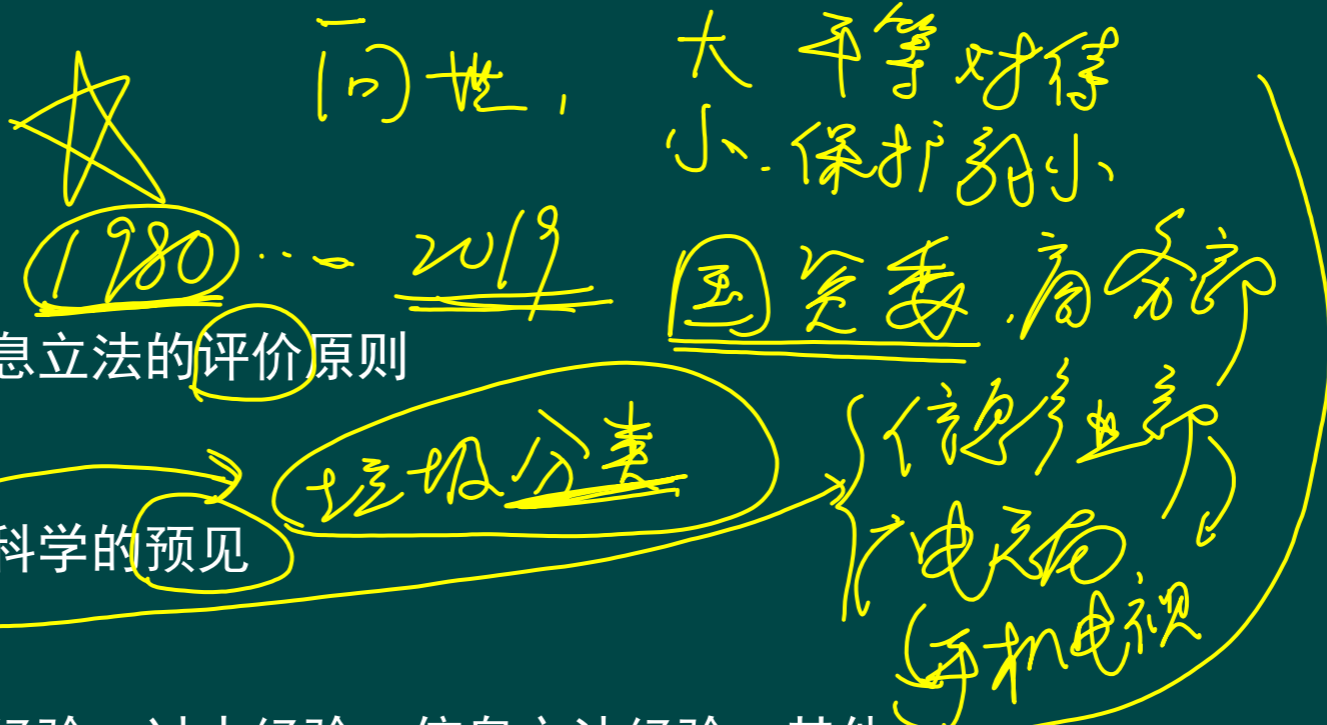 问世,
大 平等对待
小.保护弱小
1980 ... 2019
国资委.商务部
息立法的评价原则
信息产业部
垃圾分类
科学的预见
广电总局
手机电视